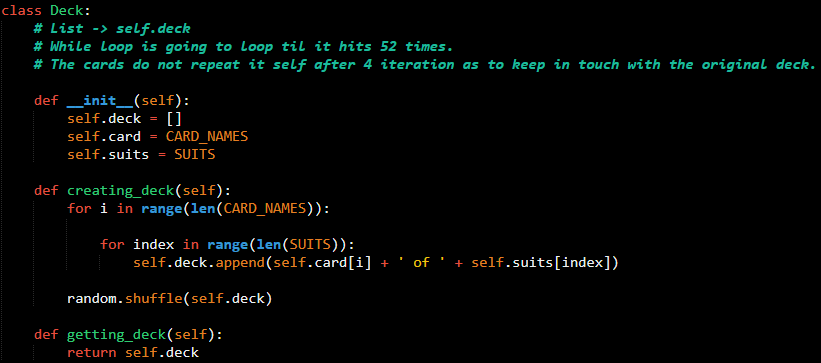 class Deck:
    # List -> self.deck
    # While loop is going to loop til it hits 52 times.
    # The cards do not repeat it self after 4 iteration as to keep in touch with the original deck.
    def __init__(self):
        self.deck = []
        self.card = CARD_NAMES
        self.suits = SUITS
    def creating_deck(self):
        for i in range(len(CARD_NAMES)):
            for index in range(len(SUITS)):
                self.deck.append(self.card[i] + ' of ' + self.suits[index])
        random.shuffle(self.deck)
    def getting_deck(self):
        return self.deck